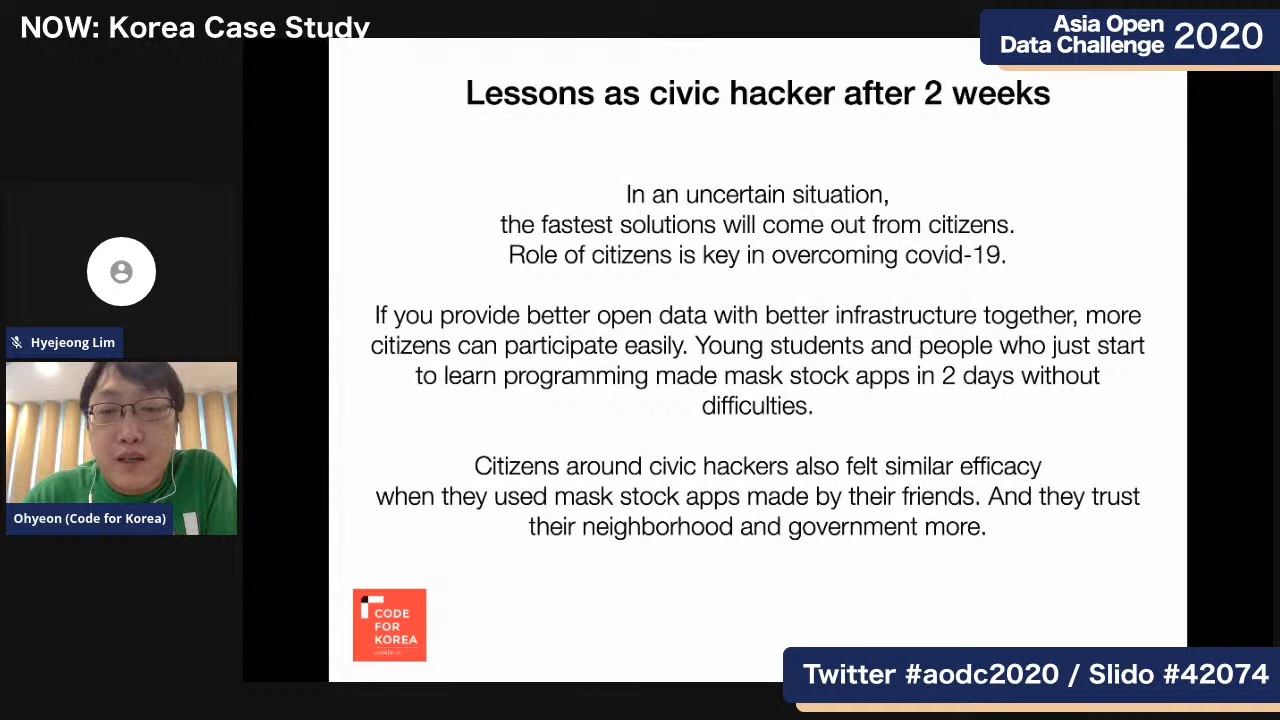 NOW: Korea Case Study
Asia Open
Data Challenge 2020
Lessons as civic hacker after 2 weeks
In an uncertain situation,
the fastest solutions will come out from citizens.
Role of citizens is key in overcoming covid-19.
If you provide better open data with better infrastructure together, more
citizens can participate easily. Young students and people who just start
to learn programming made mask stock apps in 2 days without
difficulties.
Citizens around civic hackers also felt similar efficacy
when they used mask stock apps made by their friends. And they trust
their neighborhood and government more.
Hyejeong Lim
Ohyeon (Code for Korea)
CODE
FOR
KOREA
Twitter #aodc2020 / Slido #42074